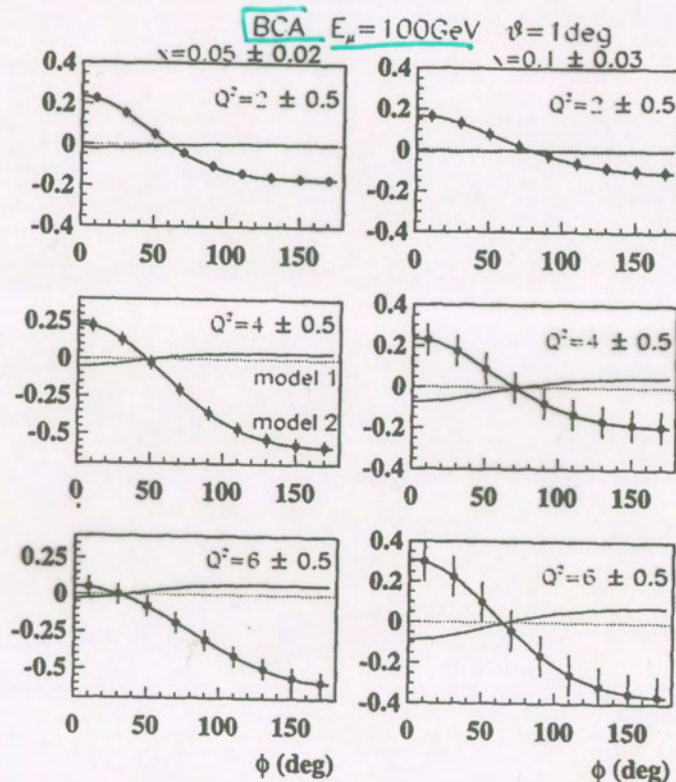 BCA E_μ=100GeV ϑ=1deg
x=0.05 ± 0.02
x=0.1 ± 0.03
0.4
0.2
0
-0.2
-0.4
Q²=2 ± 0.5
0 50 100 150
0.4
0.2
0
-0.2
-0.4
Q²=2 ± 0.5
0 50 100 150
0.25
0
-0.25
-0.5
Q²=4 ± 0.5
model 1
model 2
0 50 100 150
0.4
0.2
0
-0.2
-0.4
Q²=4 ± 0.5
0 50 100 150
0.25
0
-0.25
-0.5
Q²=6 ± 0.5
0 50 100 150
ϕ (deg)
0.4
0.2
0
-0.2
-0.4
Q²=6 ± 0.5
0 50 100 150
ϕ (deg)